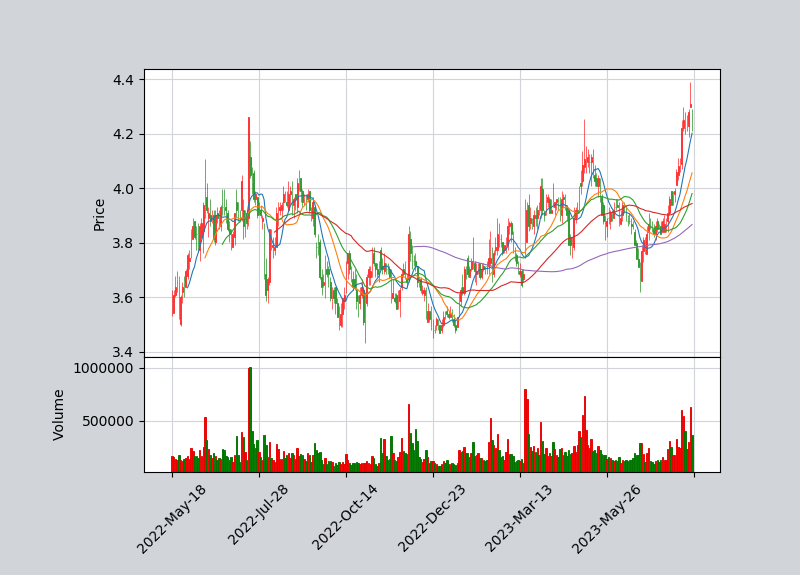 4.4
4.2
4.0
3.8
3.6
3.4
Price
1000000
500000
Volume
2022-May-18
2022-Jul-28
2022-Oct-14
2022-Dec-23
2023-Mar-13
2023-May-26